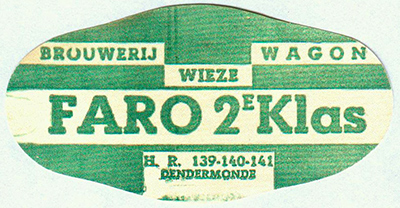 BROUWERIJ WAGON
WIEZE
FARO 2E Klas
H. R. 139-140-141
DENDERMONDE